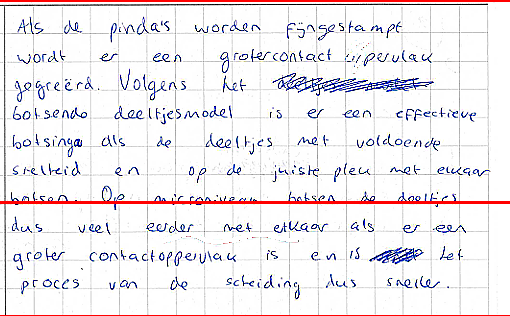 Als de pinda's worden fijngestampt
wordt er een grotercontact opervlak
gegreërd. Volgens het
botsendo deeltjesmodel is er een effectieve
botsinga als de deeltjes met voldoende
snelheid en op de juiste plek met elkaar
botsen. Op microniveau botsen de deeltjes
dus veel eerder met elkaar als er een
groter contactoppervlak is en is het
proces van de scheiding dus sneller.